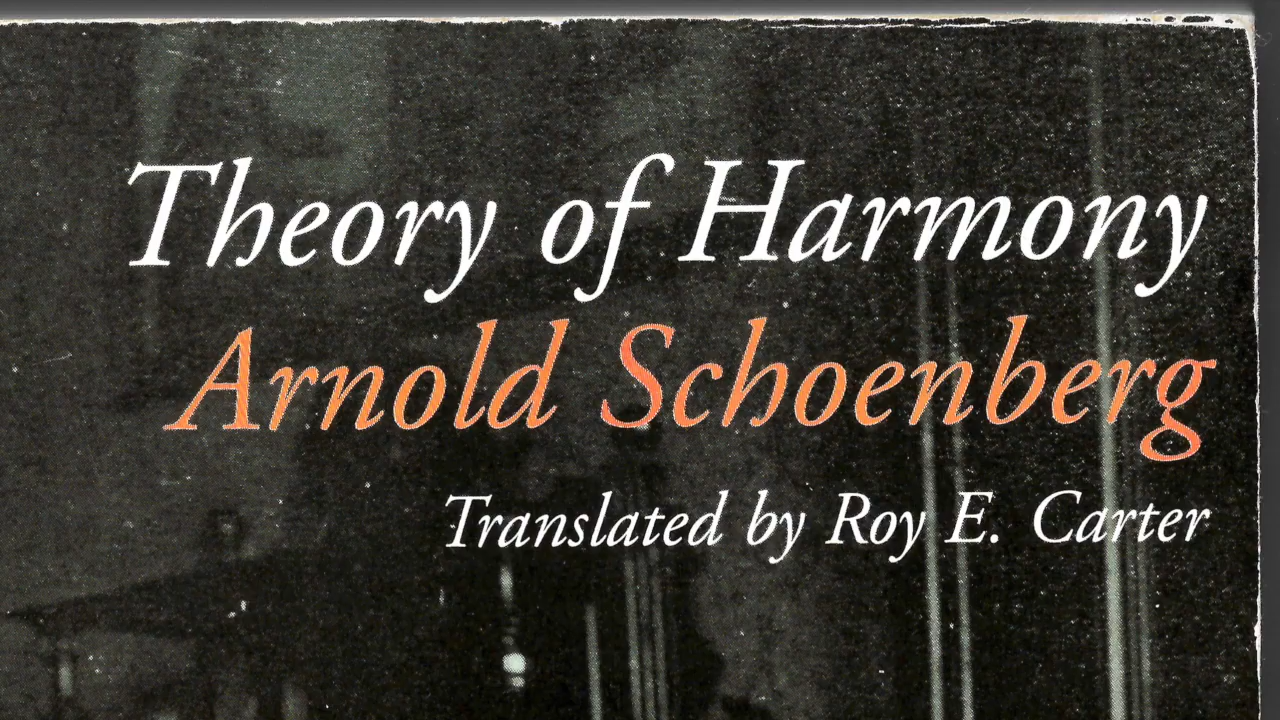 Theory of Harmony
Arnold Schoenberg
Translated by Roy E. Carter